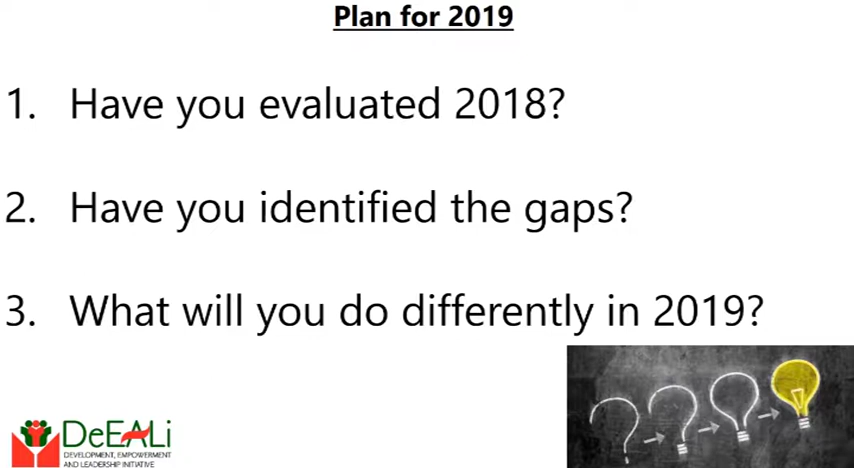 Plan for 2019
1. Have you evaluated 2018?
2. Have you identified the gaps?
3. What will you do differently in 2019?
DeEALi
DEVELOPMENT, EMPOWERMENT
AND LEADERSHIP INITIATIVE